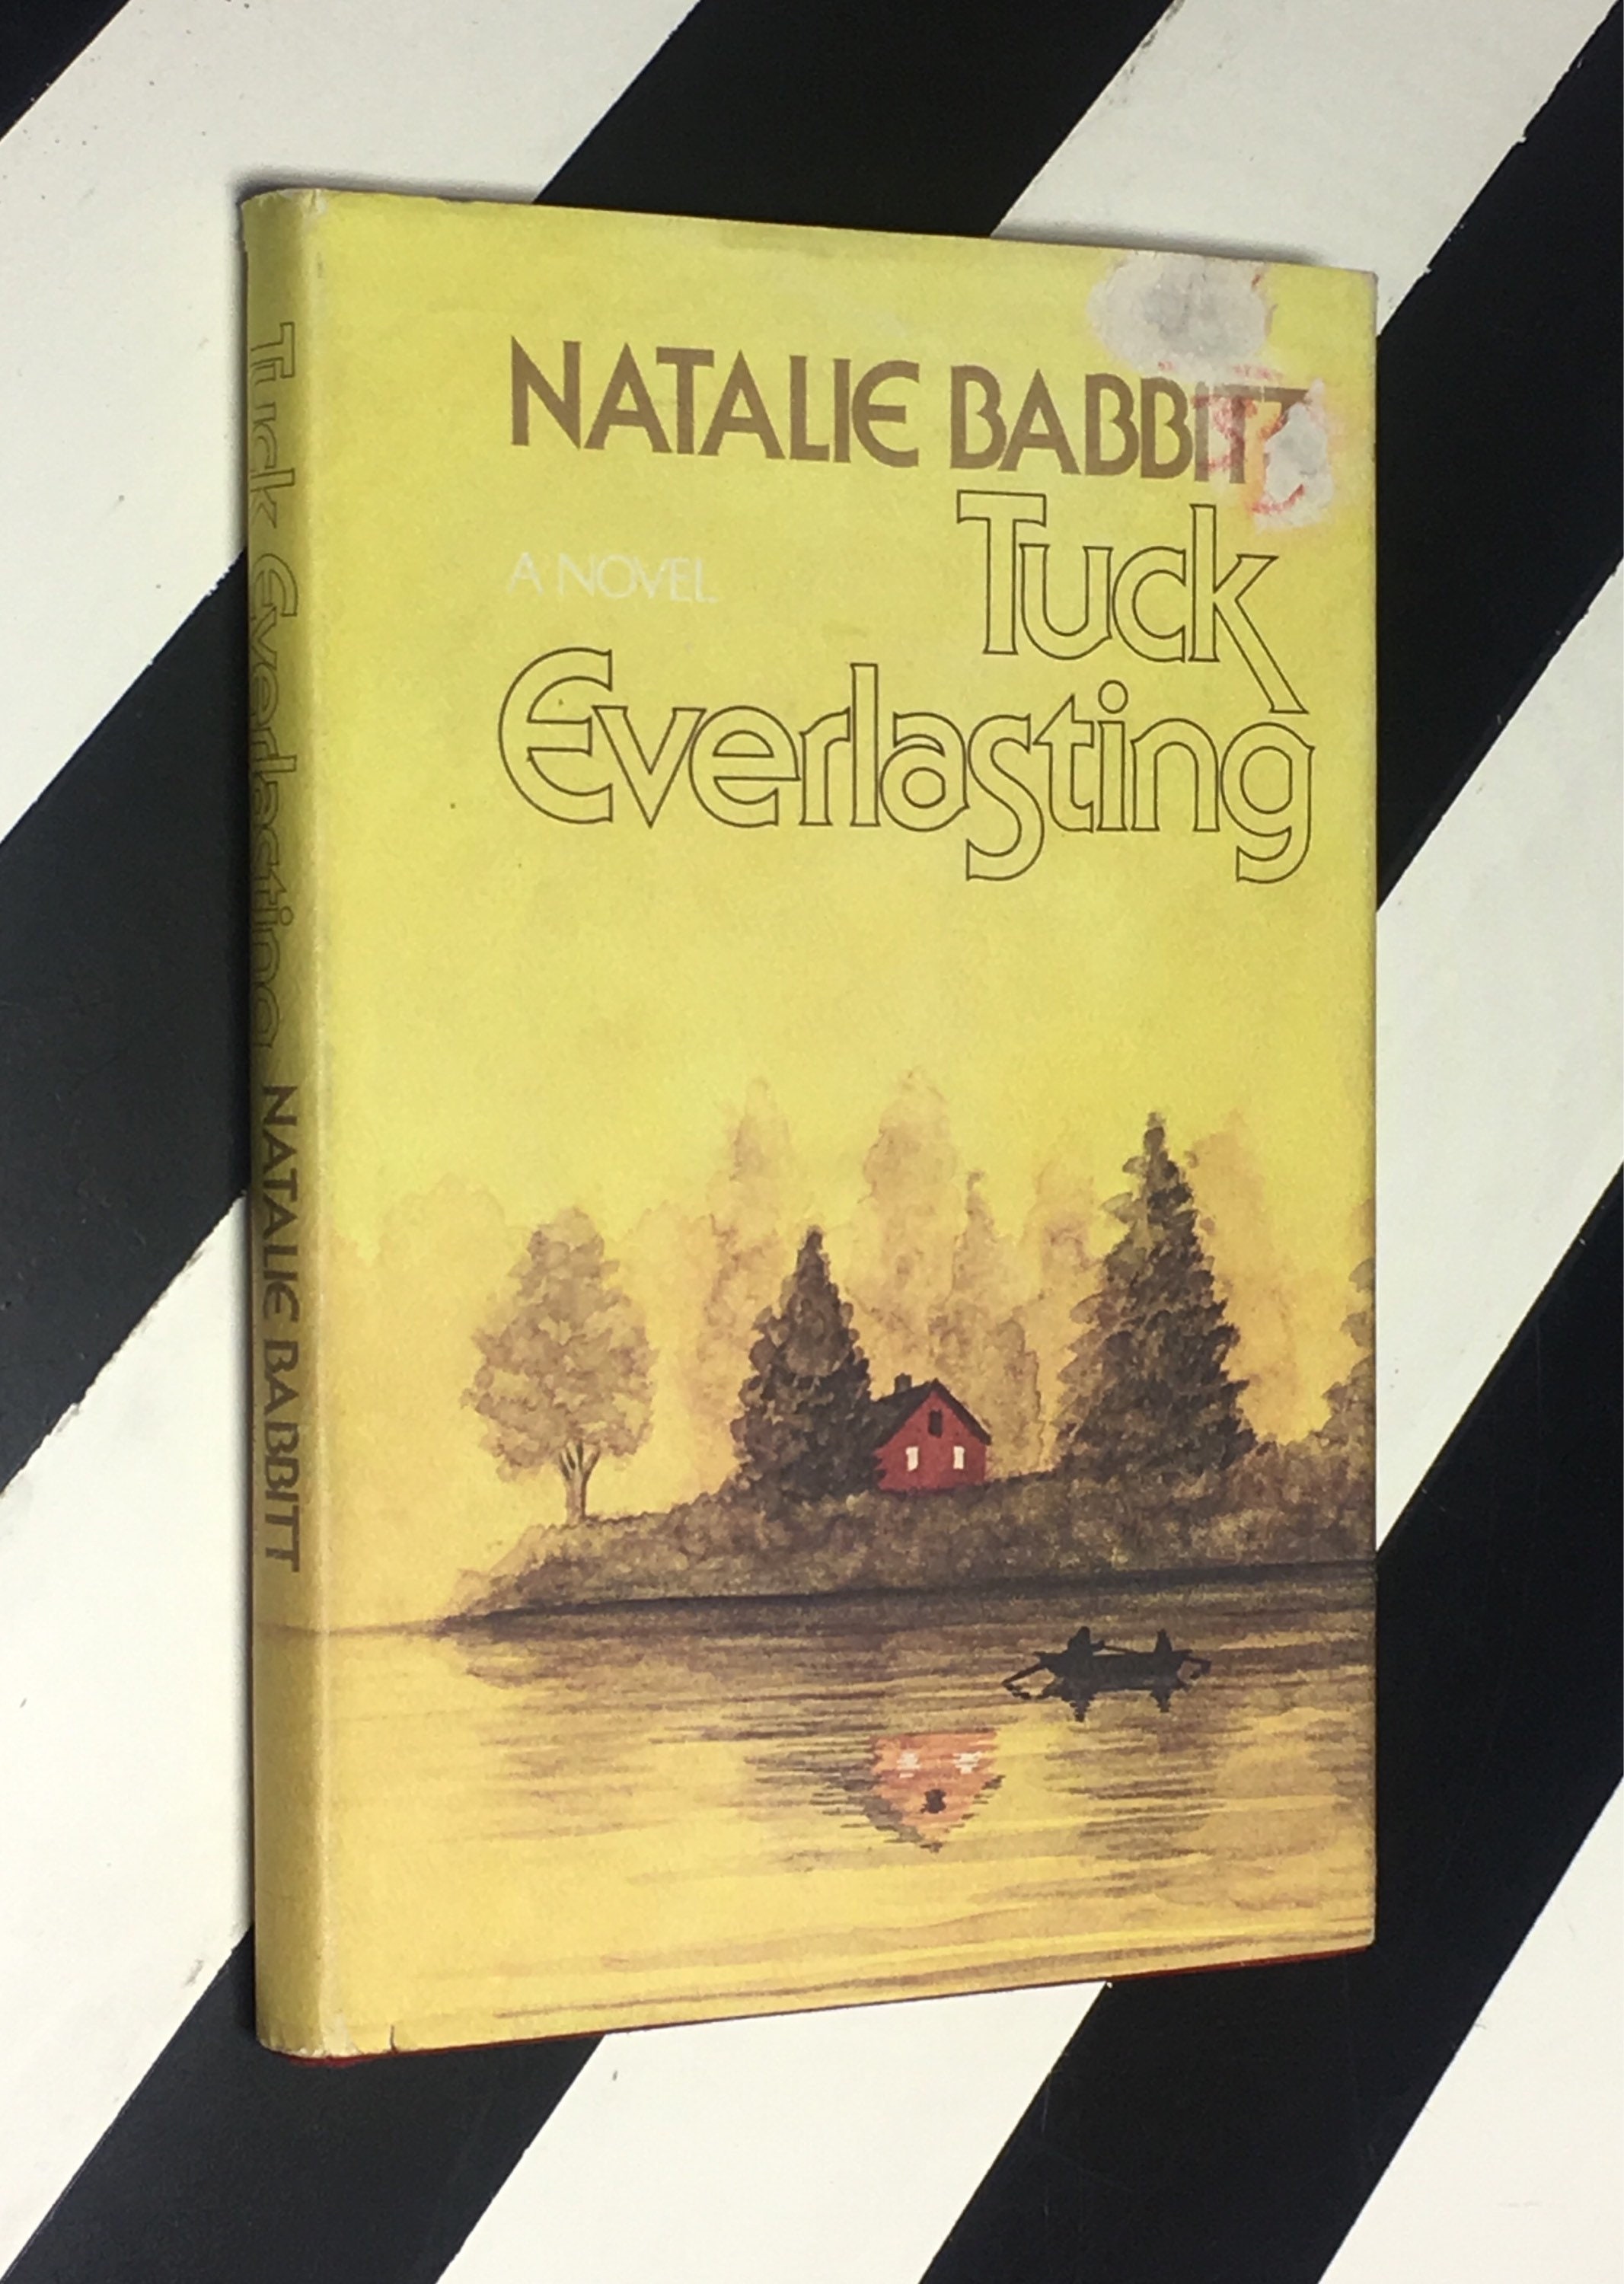 NATALIE BABBITT
A NOVEL
Tuck
Everlasting
Tuck Everlasting NATALIE BABBITT